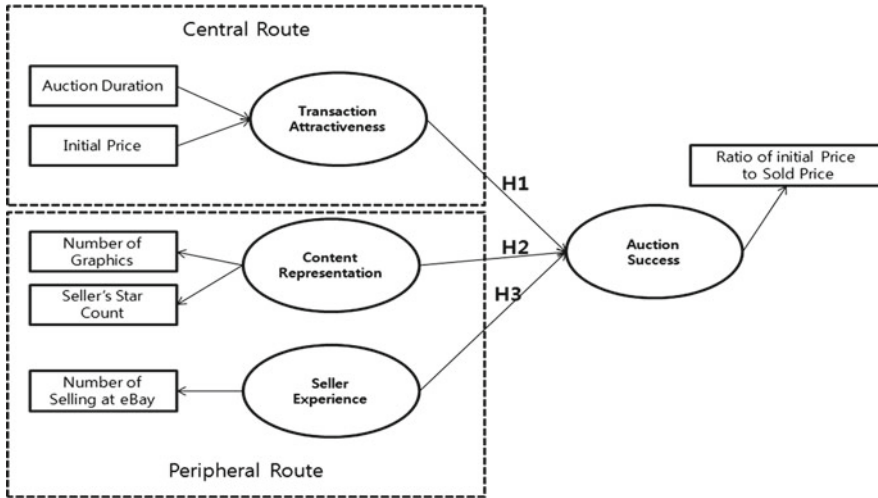 Central Route
Auction Duration
Initial Price
Transaction
Attractiveness
H1
Ratio of initial Price
to Sold Price
Number of
Graphics
Seller's Star
Count
Content
Representation
H2
Auction
Success
H3
Number of
Selling at eBay
Seller
Experience
Peripheral Route